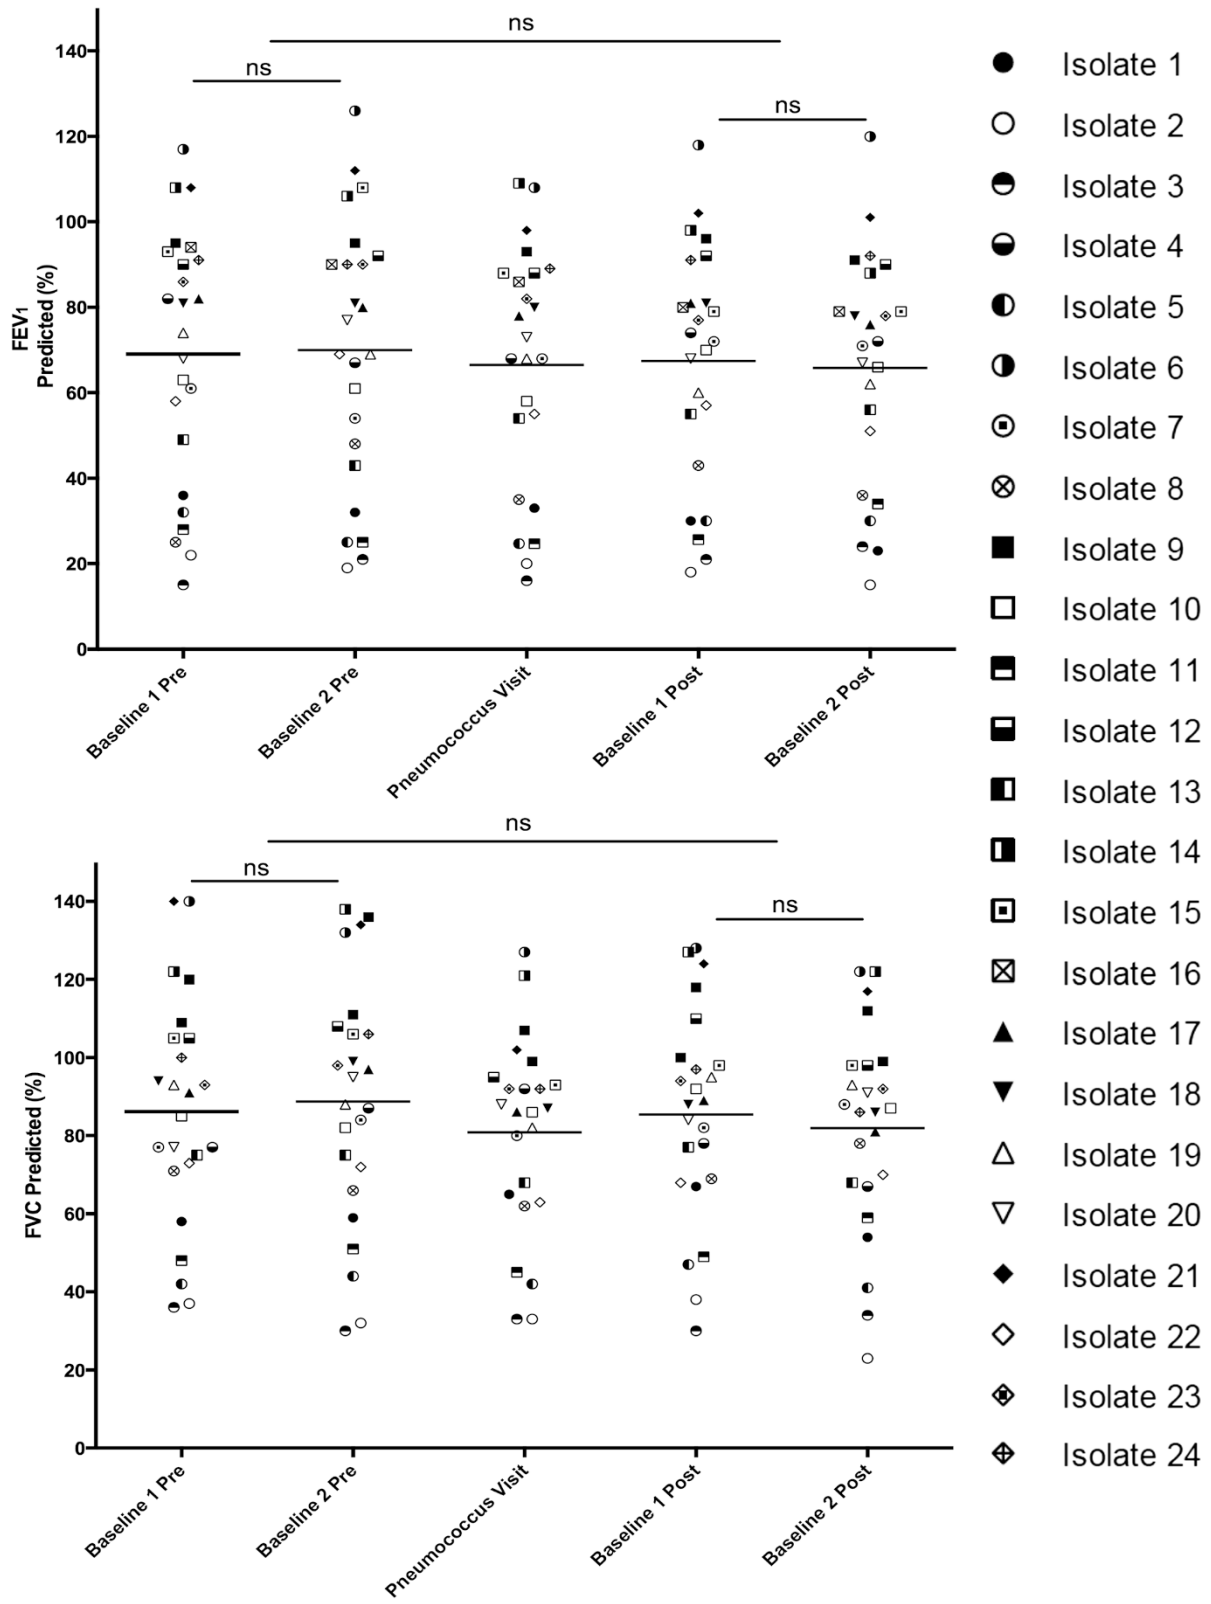 ns
140
ns
ns
120
100
FEV1
Predicted (%)
80
60
40
20
0
Baseline 1 Pre
Baseline 2 Pre
Pneumococcus Visit
Baseline 1 Post
Baseline 2 Post
ns
ns
140
ns
120
100
FVC Predicted (%)
80
60
40
20
0
Baseline 1 Pre
Baseline 2 Pre
Pneumococcus Visit
Baseline 1 Post
Baseline 2 Post
Isolate 1
Isolate 2
Isolate 3
Isolate 4
Isolate 5
Isolate 6
Isolate 7
Isolate 8
Isolate 9
Isolate 10
Isolate 11
Isolate 12
Isolate 13
Isolate 14
Isolate 15
Isolate 16
Isolate 17
Isolate 18
Isolate 19
Isolate 20
Isolate 21
Isolate 22
Isolate 23
Isolate 24